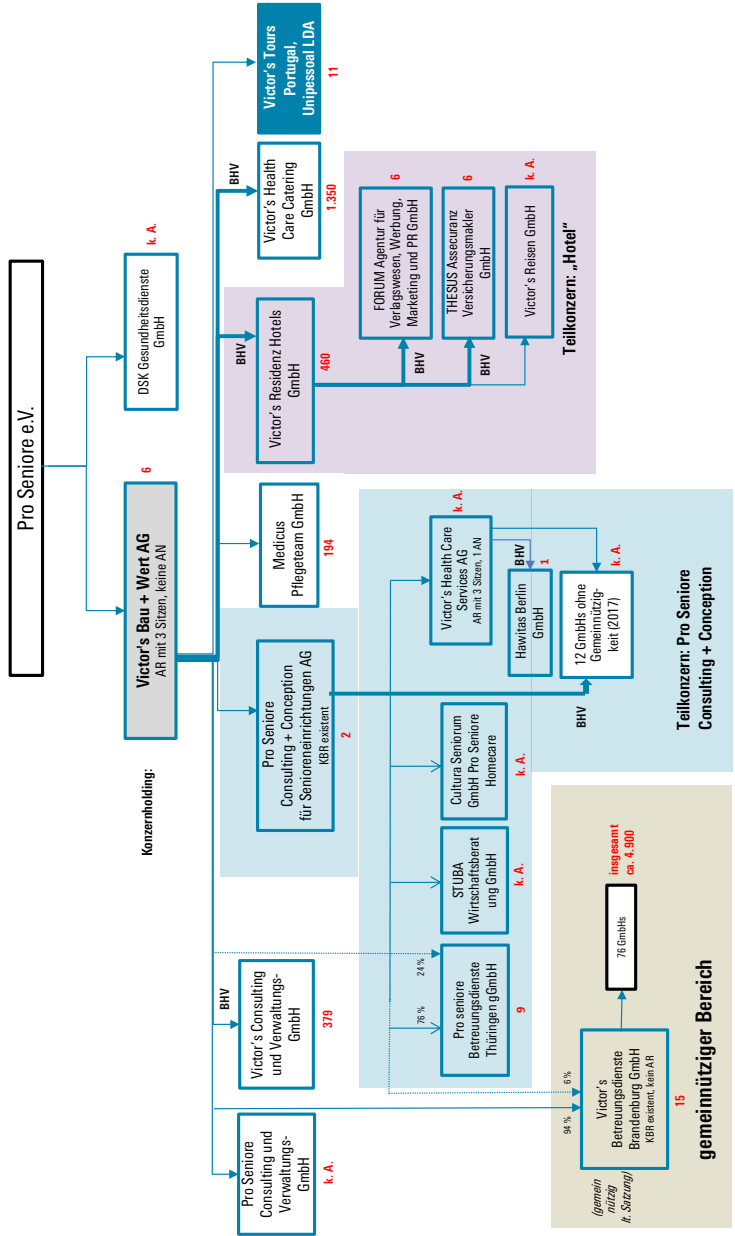 Pro Seniore e.V.
Konzernholding:
Victor's Bau + Wert AG
AR mit 3 Sitzen, keine AN
6
DSK Gesundheitsdienste
GmbH
k. A.
Pro Seniore
Consulting und
Verwaltungs-
GmbH
k. A.
BHV
Victor's Consulting
und Verwaltungs-
GmbH
379
Pro Seniore
Consulting + Conception
für Senioreneinrichtungen AG
KBR existent
2
Medicus
Pflegeteam GmbH
194
BHV
Victor's Residenz Hotels
GmbH
460
BHV
Victor's Health
Care Catering
GmbH
1.350
Victor's Tours
Portugal,
Unipessoal LDA
11
BHV
FORUM Agentur für
Verlagswesen, Werbung,
Marketing und PR GmbH
6
BHV
THESUS Assecuranz
Versicherungsmakler
GmbH
6
Victor's Reisen GmbH
k. A.
Teilkonzern: „Hotel“
76 %
24 %
Pro seniore
Betreuungsdienste
Thüringen gGmbH
9
STUBA
Wirtschaftsberat
ung GmbH
k. A.
Cultura Seniorum
GmbH Pro Seniore
Homecare
k. A.
Victor's Health Care
Services AG
AR mit 3 Sitzen, 1 AN
k. A.
BHV
Hawitas Berlin
GmbH
1
BHV
12 GmbHs ohne
Gemeinnützig-
keit (2017)
k. A.
Teilkonzern: Pro Seniore
Consulting + Conception
94 %
6 %
(gemein
nützig
lt. Satzung)
Victor's
Betreuungsdienste
Brandenburg GmbH
KBR existent, kein AR
15
76 GmbHs
insgesamt
ca. 4.900
gemeinnütziger Bereich